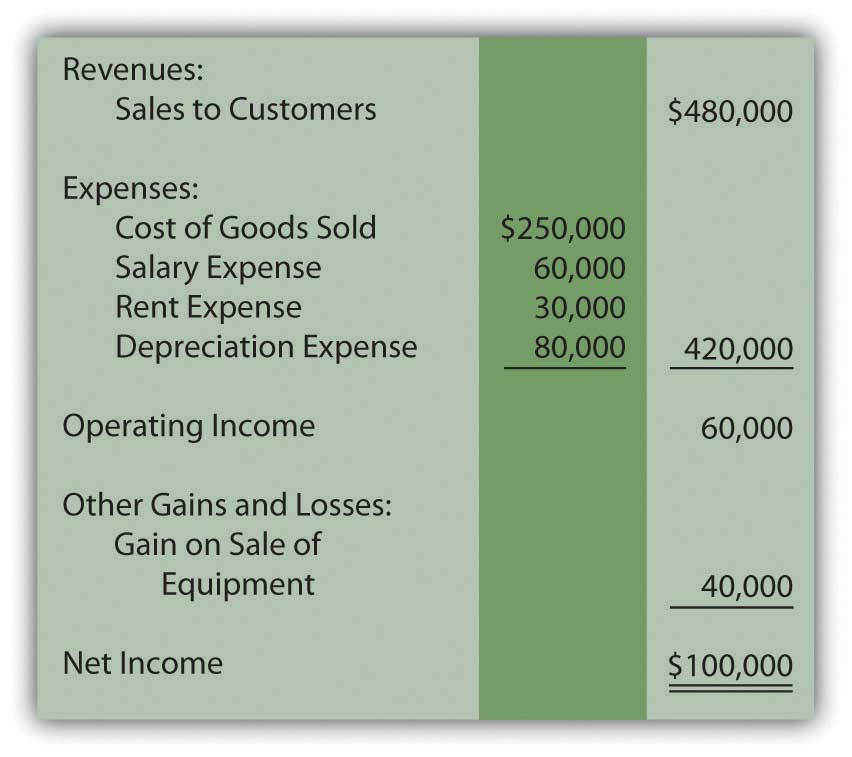 Revenues:
Sales to Customers $480,000
Expenses:
Cost of Goods Sold $250,000
Salary Expense 60,000
Rent Expense 30,000
Depreciation Expense 80,000 420,000
Operating Income 60,000
Other Gains and Losses:
Gain on Sale of
Equipment 40,000
Net Income $100,000